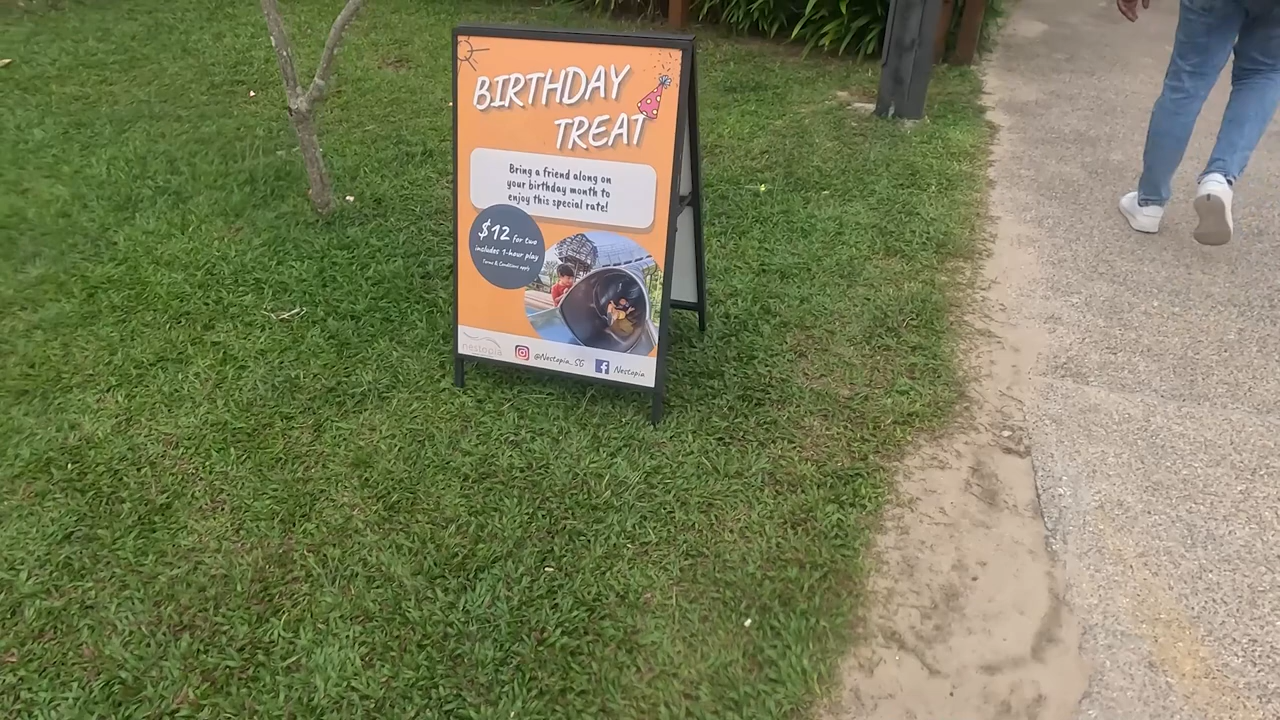 BIRTHDAY
TREAT
Bring a friend along on
your birthday month to
enjoy this special rate!
$12 for two
includes 1-hour play
Terms & Conditions apply
nestopia
@Nestopia_SG
Nestopia